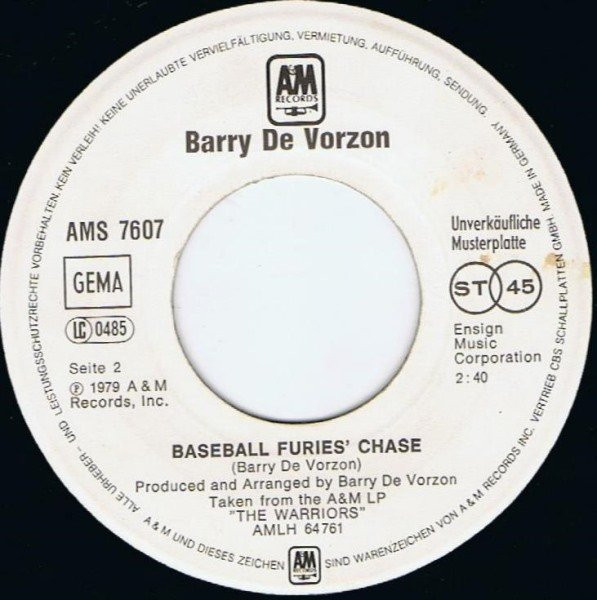 ALLE URHEBER- UND LEISTUNGSSCHUTZRECHTE VORBEHALTEN. KEIN VERLEIH! KEINE UNERLAUBTE VERVIELFÄLTIGUNG, VERMIETUNG, AUFFÜHRUNG, SENDUNG.
A&M
RECORDS
Barry De Vorzon
AMS 7607
GEMA
LC 0485
Seite 2
℗ 1979 A & M
Records, Inc.
Unverkäufliche
Musterplatte
ST 45
Ensign
Music
Corporation
2:40
BASEBALL FURIES' CHASE
(Barry De Vorzon)
Produced and Arranged by Barry De Vorzon
Taken from the A&M LP
"THE WARRIORS"
AMLH 64761
A & M UND DIESES ZEICHEN
A&M
RECORDS
SIND WARENZEICHEN VON A & M RECORDS INC. VERTRIEB CBS SCHALLPLATTEN GMBH MADE IN GERMANY